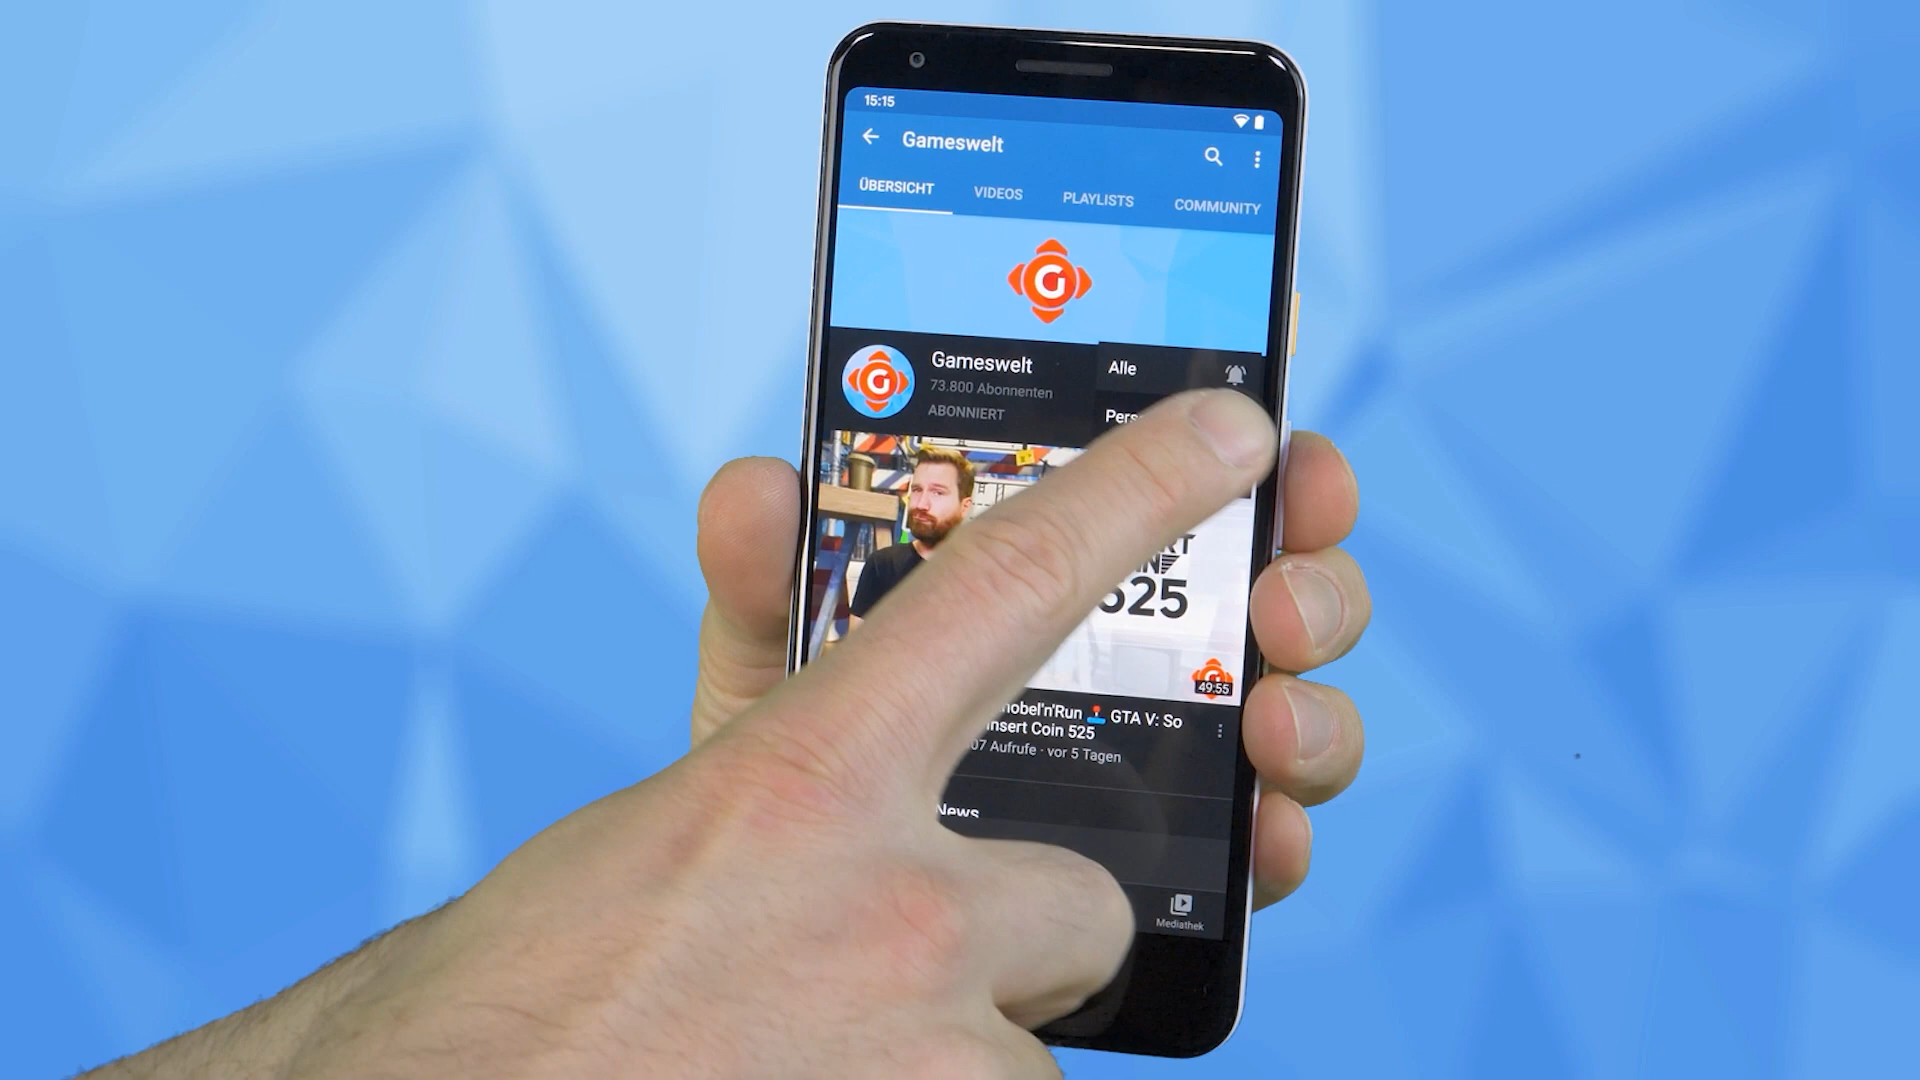 15:15
Gameswelt
ÜBERSICHT VIDEOS PLAYLISTS COMMUNITY
G
Gameswelt
73.800 Abonnenten
ABONNIERT
Alle
525
49:55
GTA V: So
Insert Coin 525
Aufrufe · vor 5 Tagen
News
Mediathek